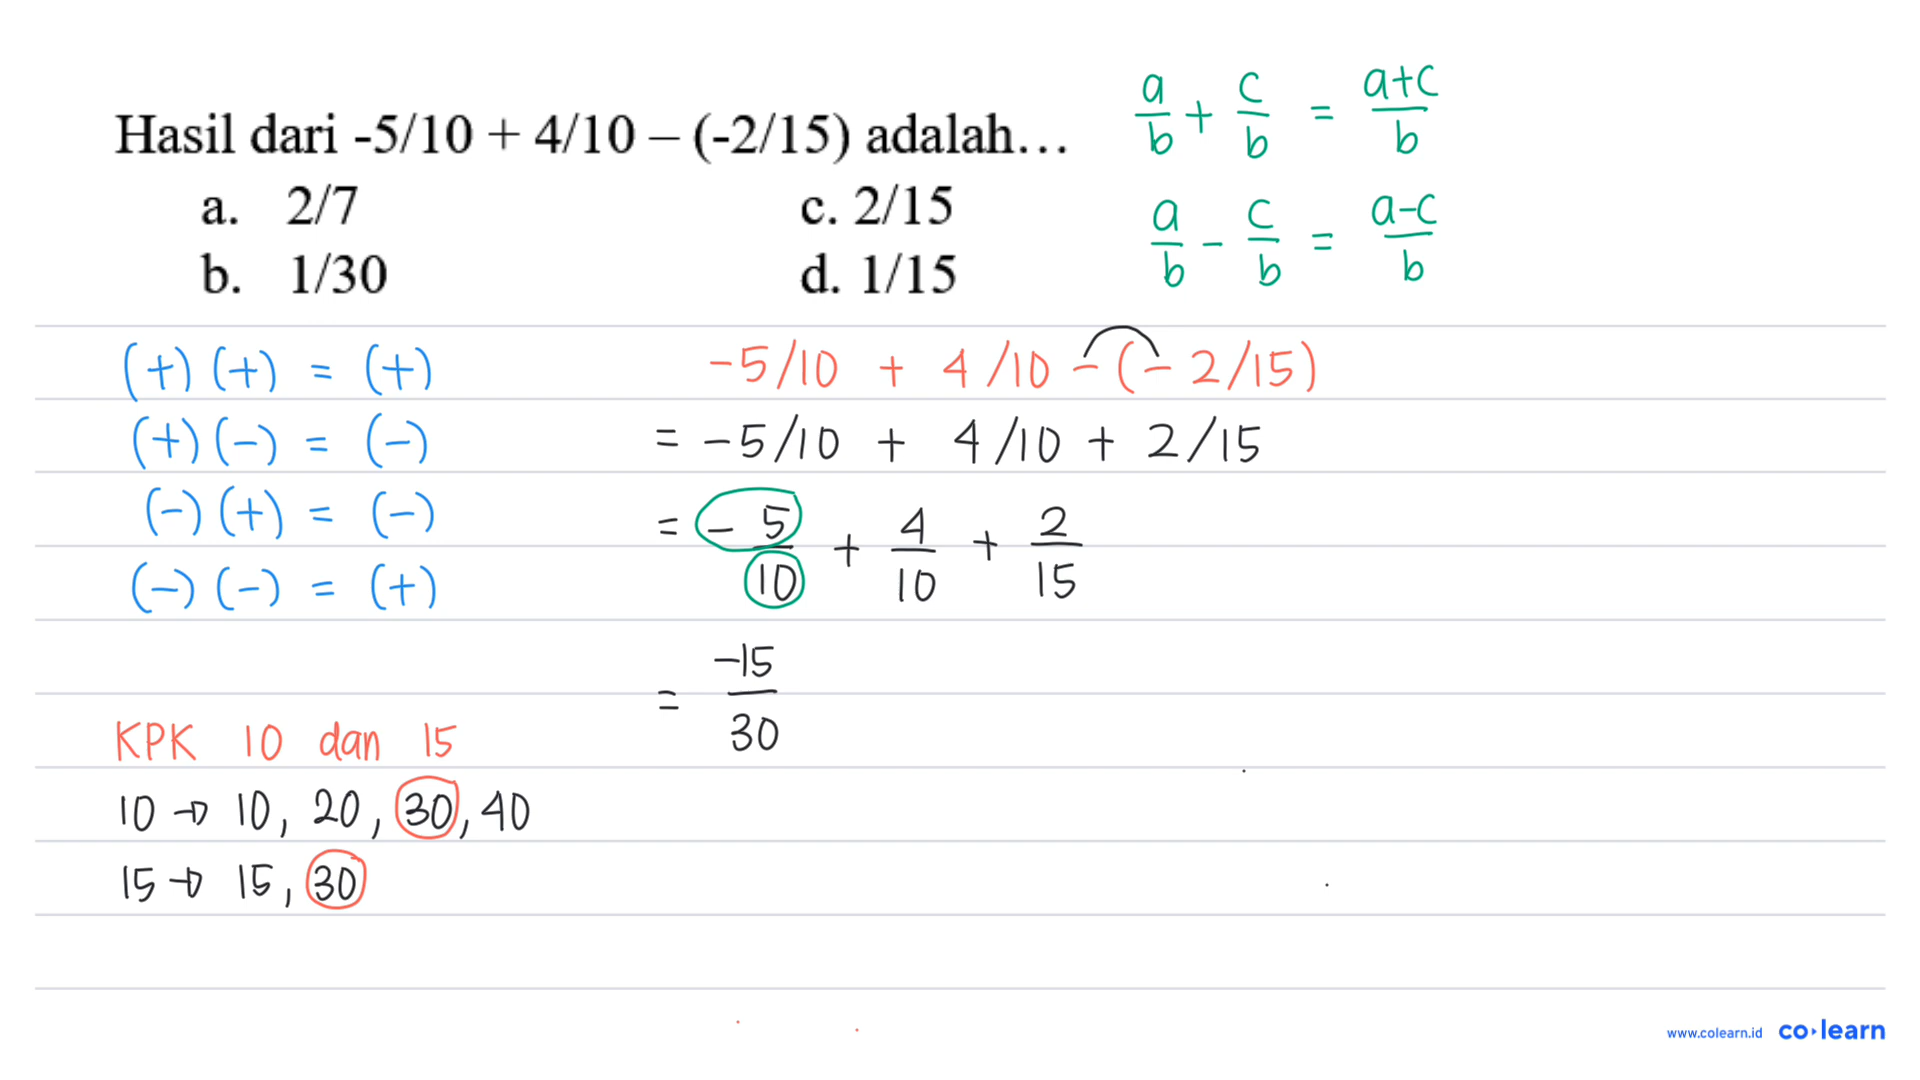 Hasil dari -5/10 + 4/10 – (-2/15) adalah...
a. 2/7
b. 1/30
c. 2/15
d. 1/15
a/b + c/b = a+c/b
a/b - c/b = a-c/b
(+) (+) = (+)
(+) (-) = (-)
(-) (+) = (-)
(-) (-) = (+)
KPK 10 dan 15
10 → 10, 20, 30, 40
15 → 15, 30
-5/10 + 4/10 - (-2/15)
= -5/10 + 4/10 + 2/15
= -5/10 + 4/10 + 2/15
= -15/30
www.colearn.id co·learn